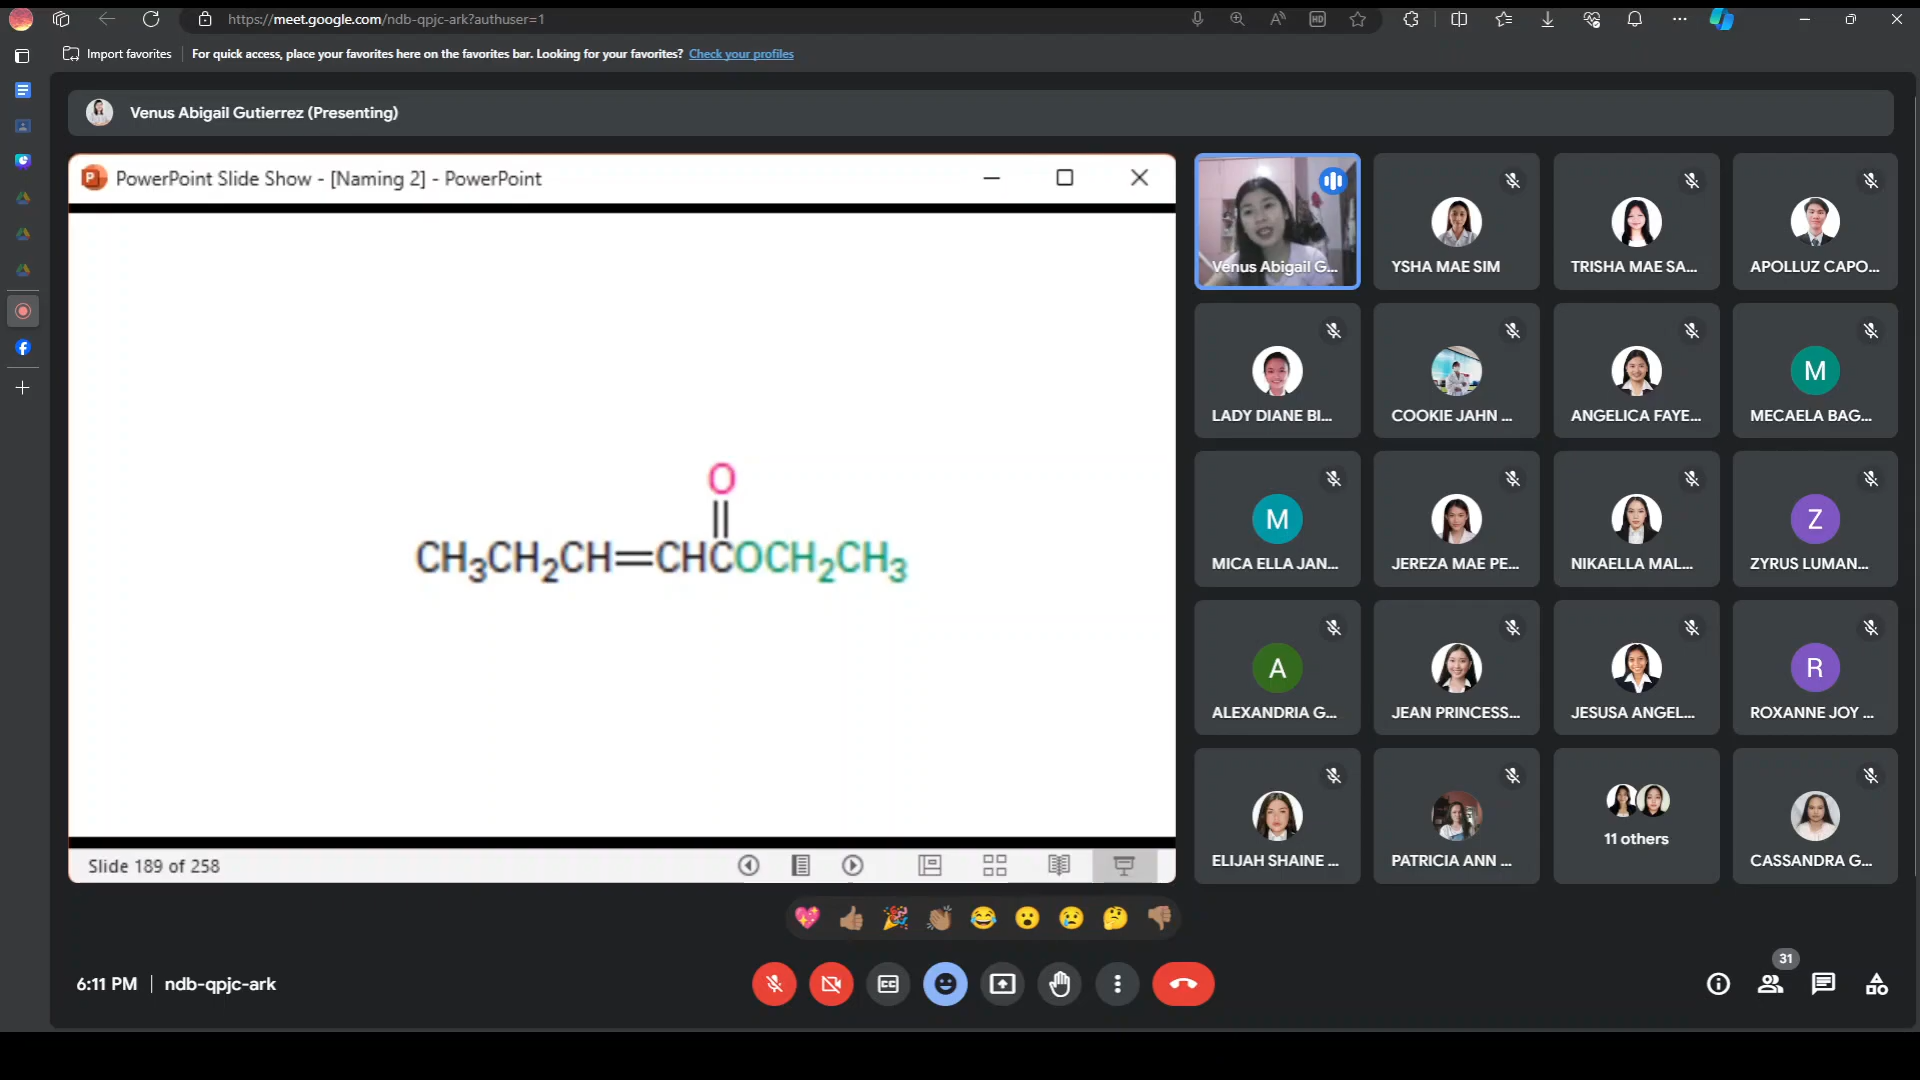 https://meet.google.com/ndb-qpjc-ark?authuser=1
Import favorites
For quick access, place your favorites here on the favorites bar. Looking for your favorites? Check your profiles
Venus Abigail Gutierrez (Presenting)
PowerPoint Slide Show - [Naming 2] - PowerPoint
O
CH₃CH₂CH=CHCOCH₂CH₃
Slide 189 of 258
Venus Abigail G...
YSHA MAE SIM
TRISHA MAE SA...
APOLLUZ CAPO...
LADY DIANE BI...
COOKIE JAHN ...
ANGELICA FAYE...
M
MECAELA BAG...
M
MICA ELLA JAN...
JEREZA MAE PE...
NIKAELLA MAL...
Z
ZYRUS LUMAN...
A
ALEXANDRIA G...
JEAN PRINCESS...
JESUSA ANGEL...
R
ROXANNE JOY ...
ELIJAH SHAINE ...
PATRICIA ANN ...
11 others
CASSANDRA G...
6:11 PM | ndb-qpjc-ark
31